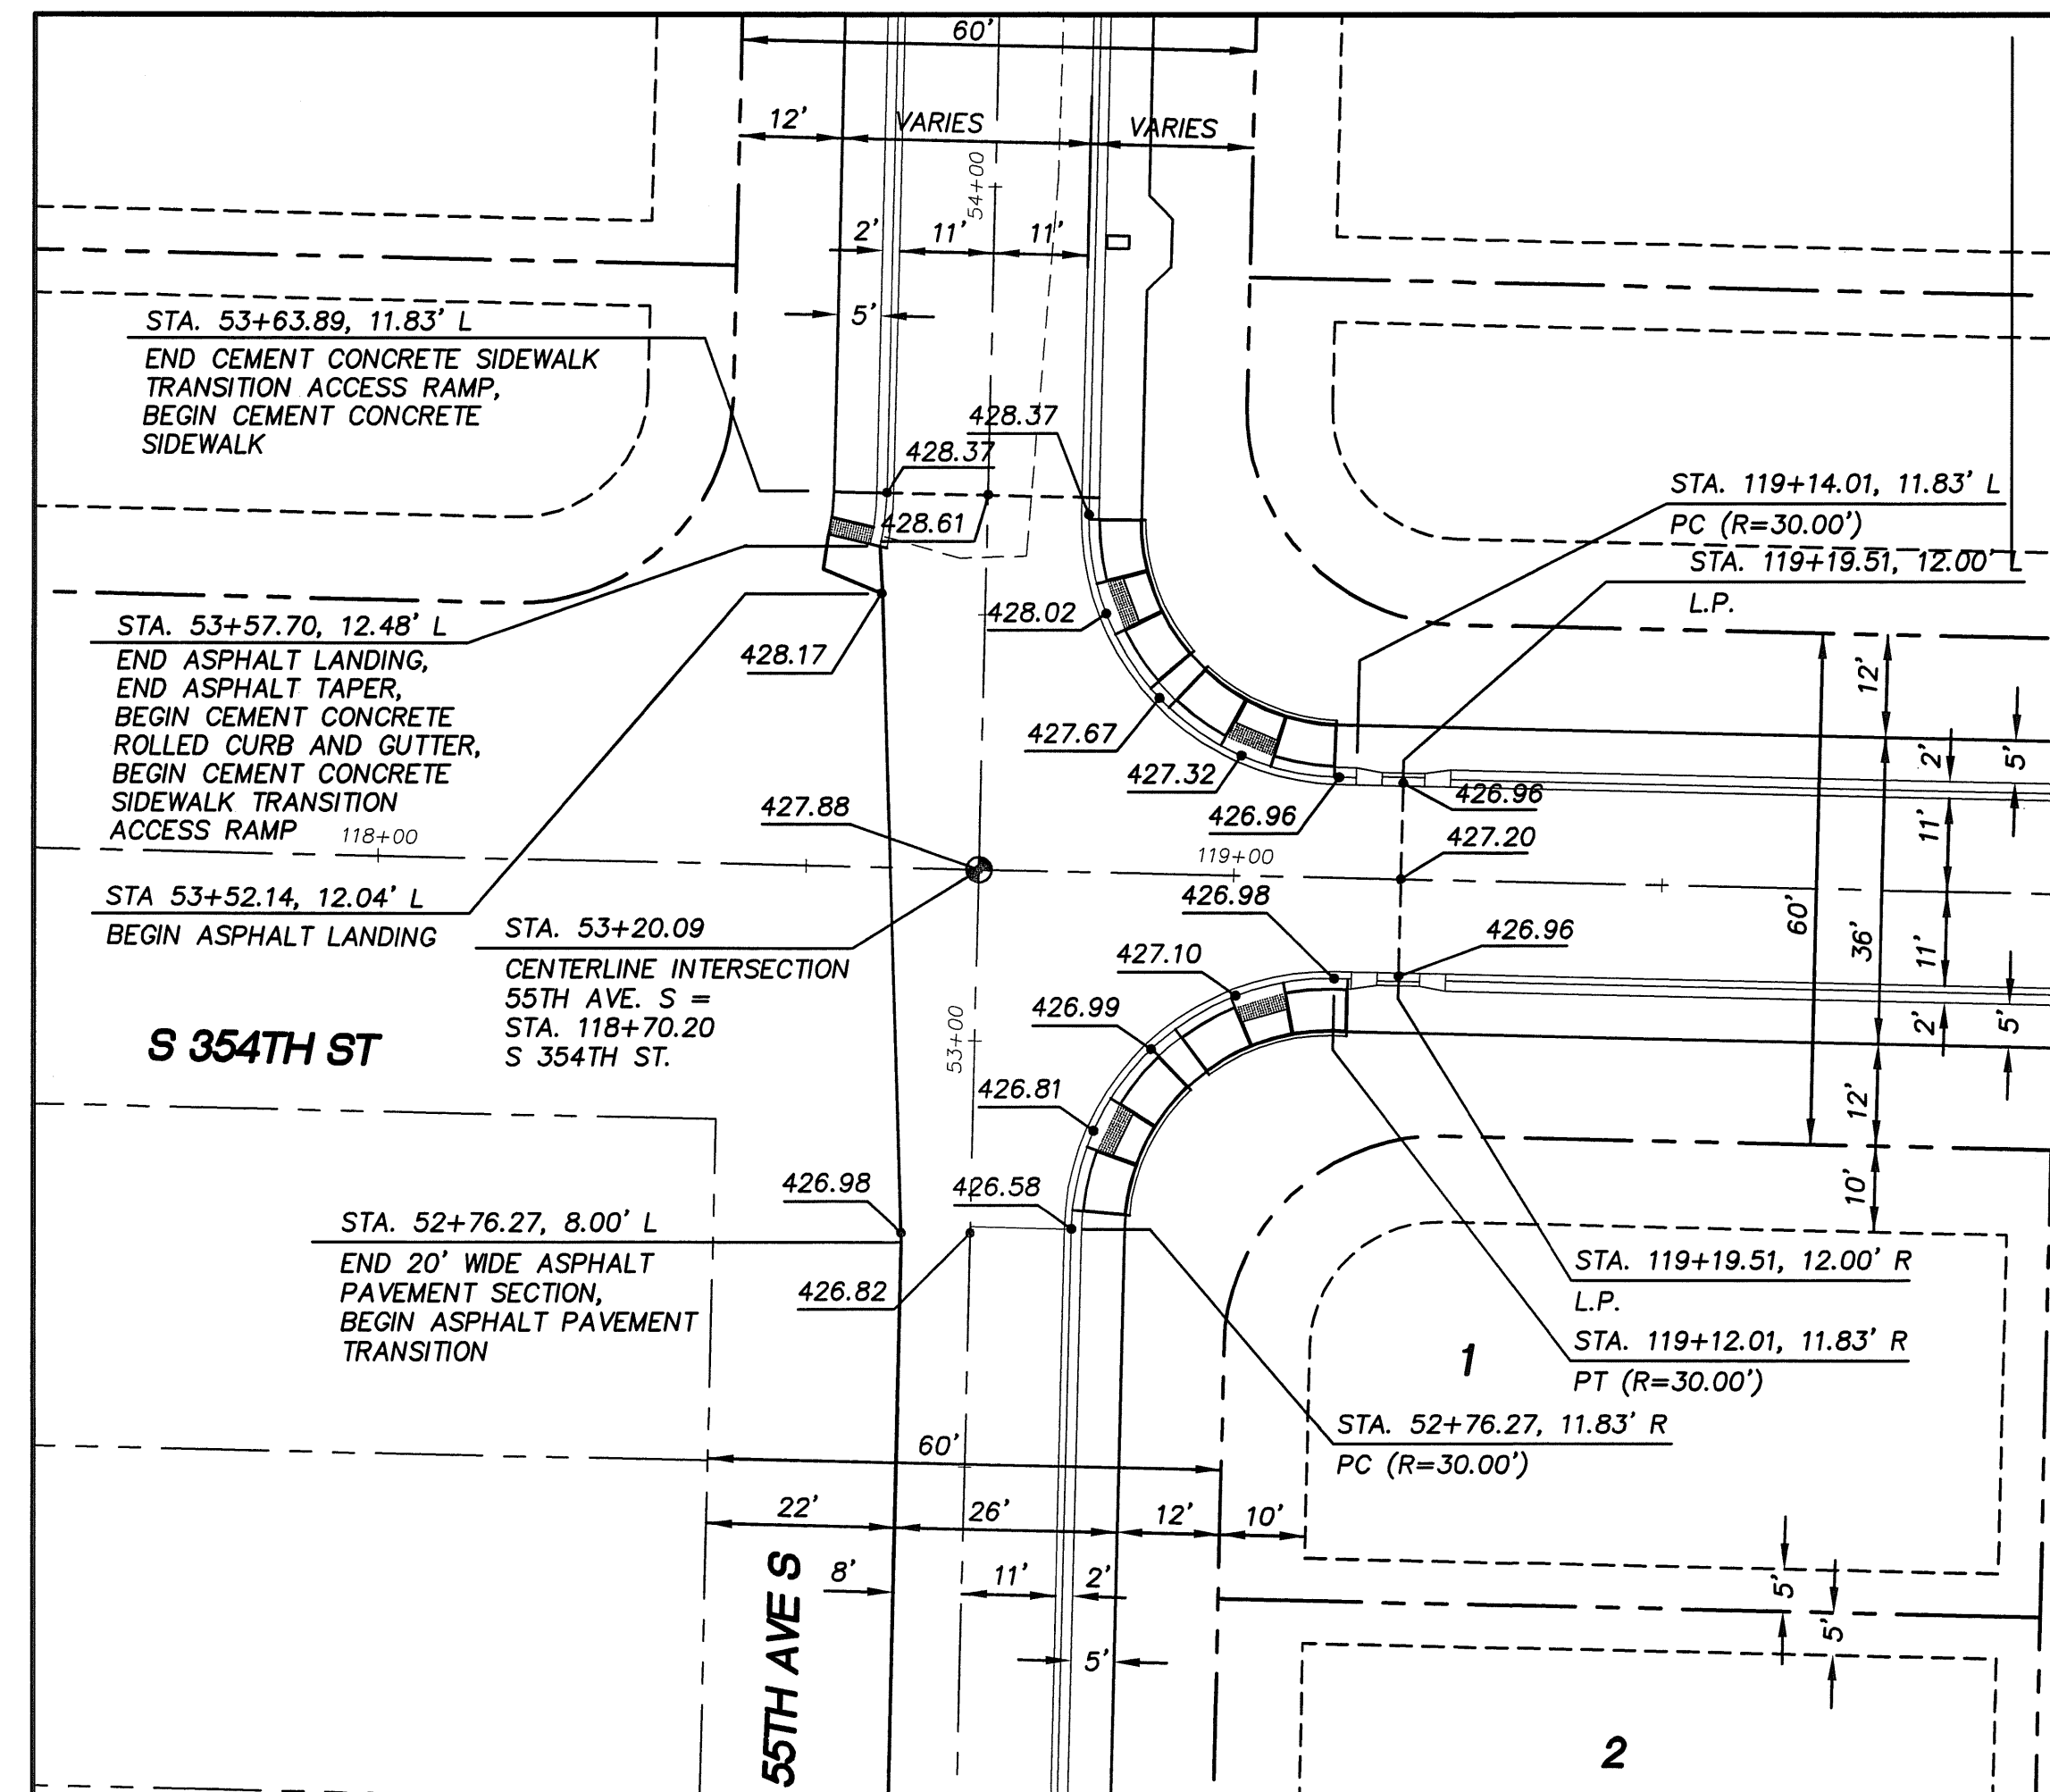 60'
12'
VARIES
VARIES
54+00
2'
11'
11'
5'
STA. 53+63.89, 11.83' L
END CEMENT CONCRETE SIDEWALK
TRANSITION ACCESS RAMP,
BEGIN CEMENT CONCRETE
SIDEWALK
428.37
428.37
428.61
STA. 119+14.01, 11.83' L
PC (R=30.00')
STA. 119+19.51, 12.00' L
L.P.
STA. 53+57.70, 12.48' L
END ASPHALT LANDING,
END ASPHALT TAPER,
BEGIN CEMENT CONCRETE
ROLLED CURB AND GUTTER,
BEGIN CEMENT CONCRETE
SIDEWALK TRANSITION
ACCESS RAMP
428.02
428.17
427.67
427.32
426.96
426.96
12'
2'
5'
427.88
118+00
119+00
427.20
11'
60'
36'
11'
2'
5'
12'
10'
STA 53+52.14, 12.04' L
BEGIN ASPHALT LANDING
STA. 53+20.09
CENTERLINE INTERSECTION
55TH AVE. S =
STA. 118+70.20
S 354TH ST.
426.98
426.96
427.10
426.99
53+00
S 354TH ST
426.81
426.98
426.58
STA. 52+76.27, 8.00' L
END 20' WIDE ASPHALT
PAVEMENT SECTION,
BEGIN ASPHALT PAVEMENT
TRANSITION
426.82
STA. 119+19.51, 12.00' R
L.P.
STA. 119+12.01, 11.83' R
PT (R=30.00')
1
STA. 52+76.27, 11.83' R
PC (R=30.00')
60'
22'
26'
12'
10'
8'
11'
2'
5'
5'
5'
55TH AVE S
2